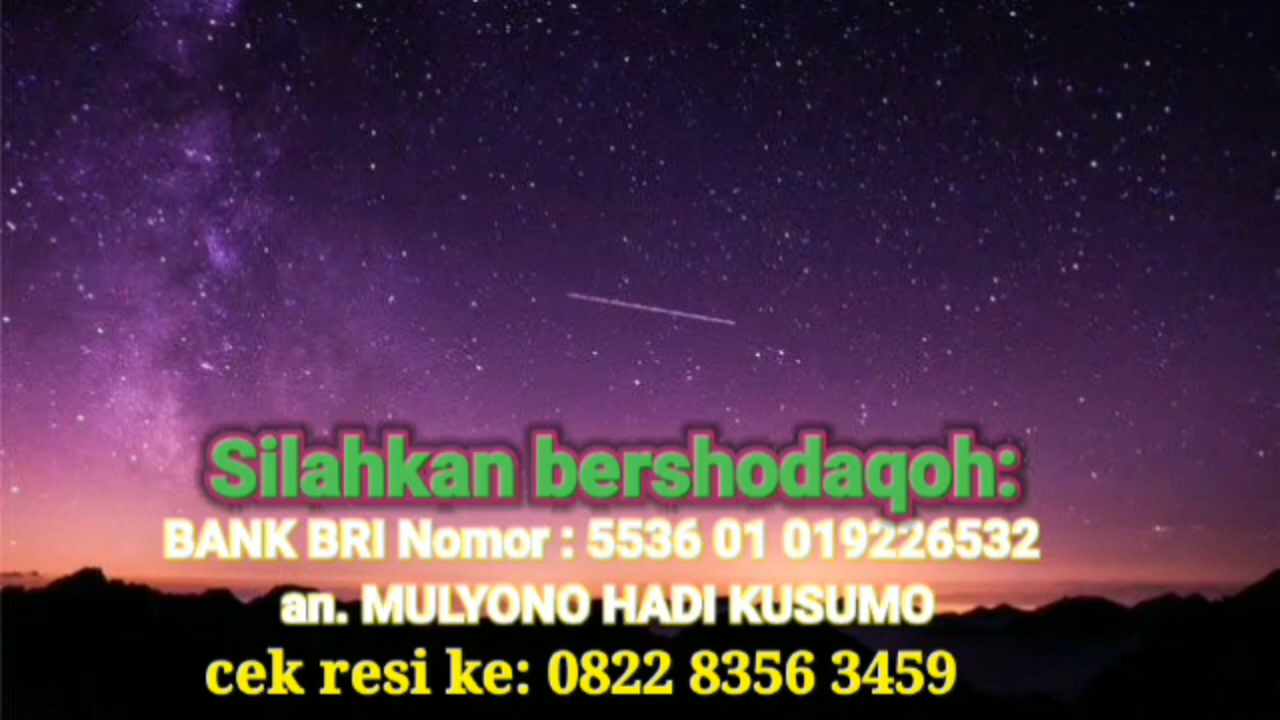 Silahkan bershodaqoh:
BANK BRI Nomor : 5536 01 019226532
an. MULYONO HADI KUSUMO
cek resi ke: 0822 8356 3459